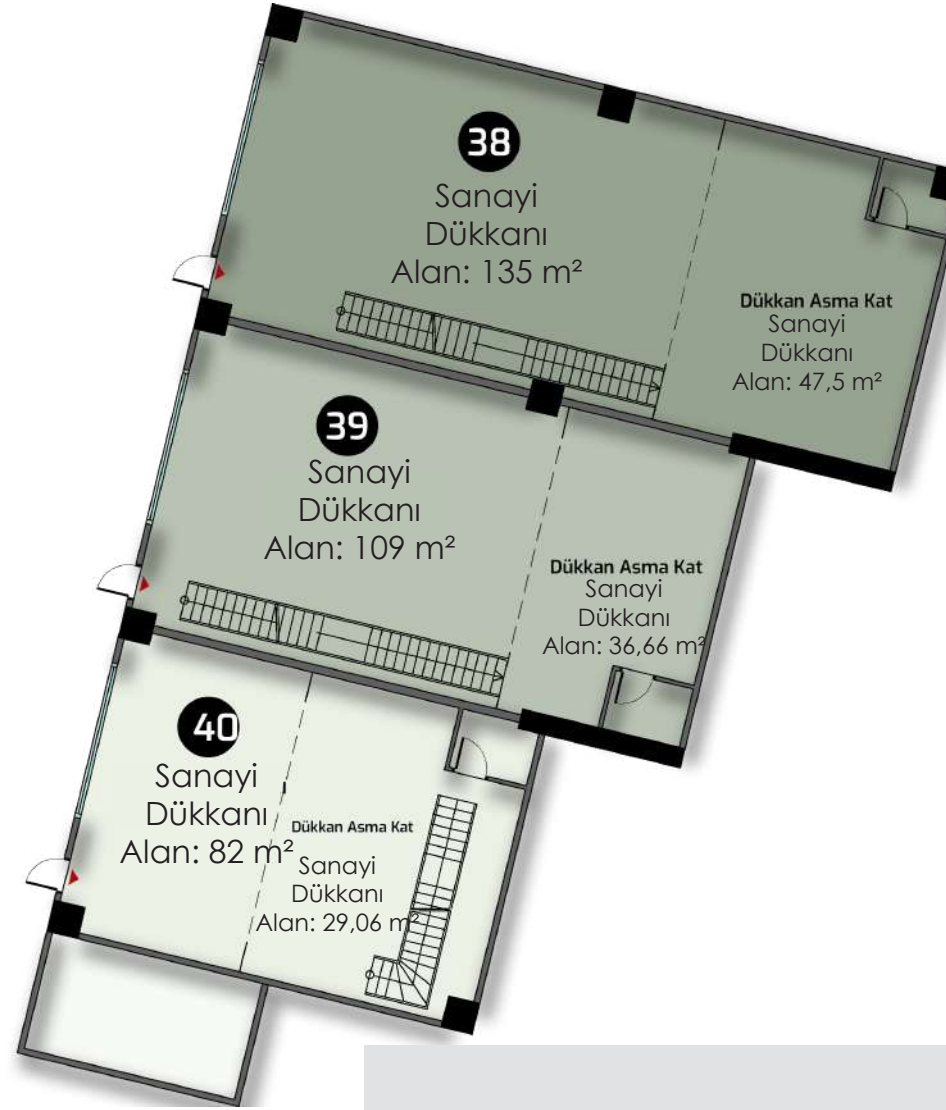 38
Sanayi
Dükkanı
Alan: 135 m²
Dükkan Asma Kat
Sanayi
Dükkanı
Alan: 47,5 m²
39
Sanayi
Dükkanı
Alan: 109 m²
Dükkan Asma Kat
Sanayi
Dükkanı
Alan: 36,66 m²
40
Sanayi
Dükkanı
Alan: 82 m²
Dükkan Asma Kat
Sanayi
Dükkanı
Alan: 29,06 m²